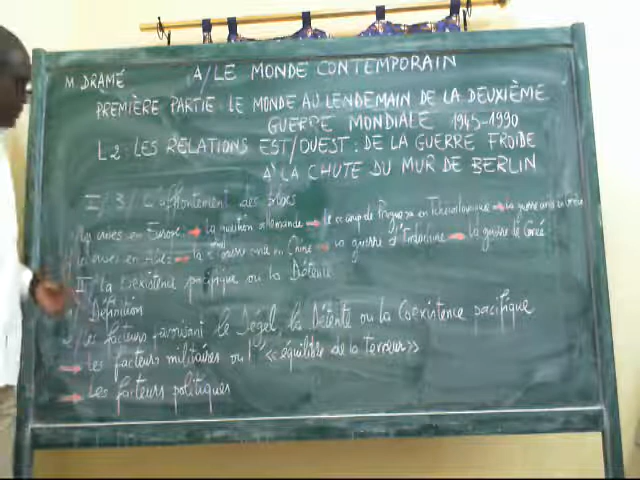 M DRAMÉ
A/ LE MONDE CONTEMPORAIN
PREMIÈRE PARTIE: LE MONDE AU LENDEMAIN DE LA DEUXIÈME
GUERRE MONDIALE 1945-1990
L2: LES RELATIONS EST/OUEST: DE LA GUERRE FROIDE
À LA CHUTE DU MUR DE BERLIN
I/ 3/ L'affrontement des blocs
crises en Europe → la question allemande → le coup de Prague en Tchécoslovaquie → la guerre civile en Grèce
crises en Asie: → la guerre civile en Chine → la guerre d'Indochine → la guerre de Corée
II/ la coexistence pacifique ou la Détente
1/ Définition
2/ les facteurs favorisant le Dégel, la Détente ou la Coexistence pacifique
→ Les facteurs militaires ou l'«équilibre de la terreur»
→ Les facteurs politiques